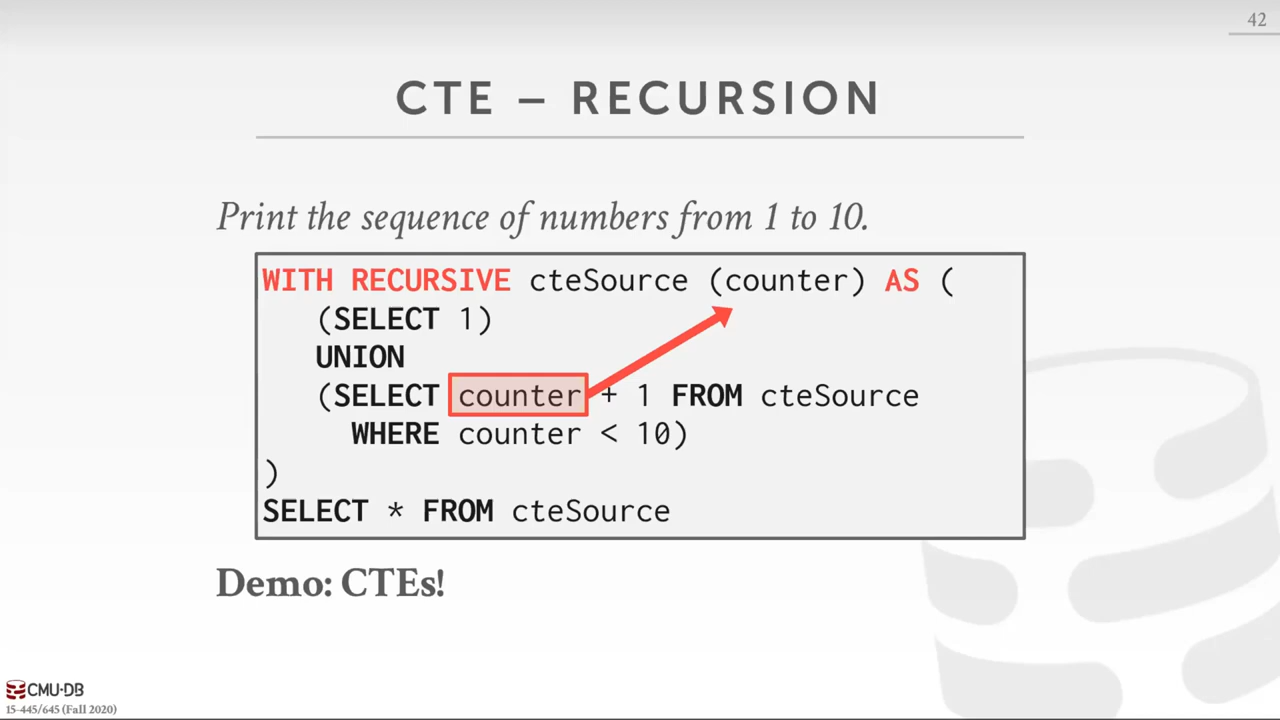 42
CTE – RECURSION
Print the sequence of numbers from 1 to 10.
WITH RECURSIVE cteSource (counter) AS (
(SELECT 1)
UNION
(SELECT counter + 1 FROM cteSource
WHERE counter < 10)
)
SELECT * FROM cteSource
Demo: CTEs!
CMU·DB
15-445/645 (Fall 2020)